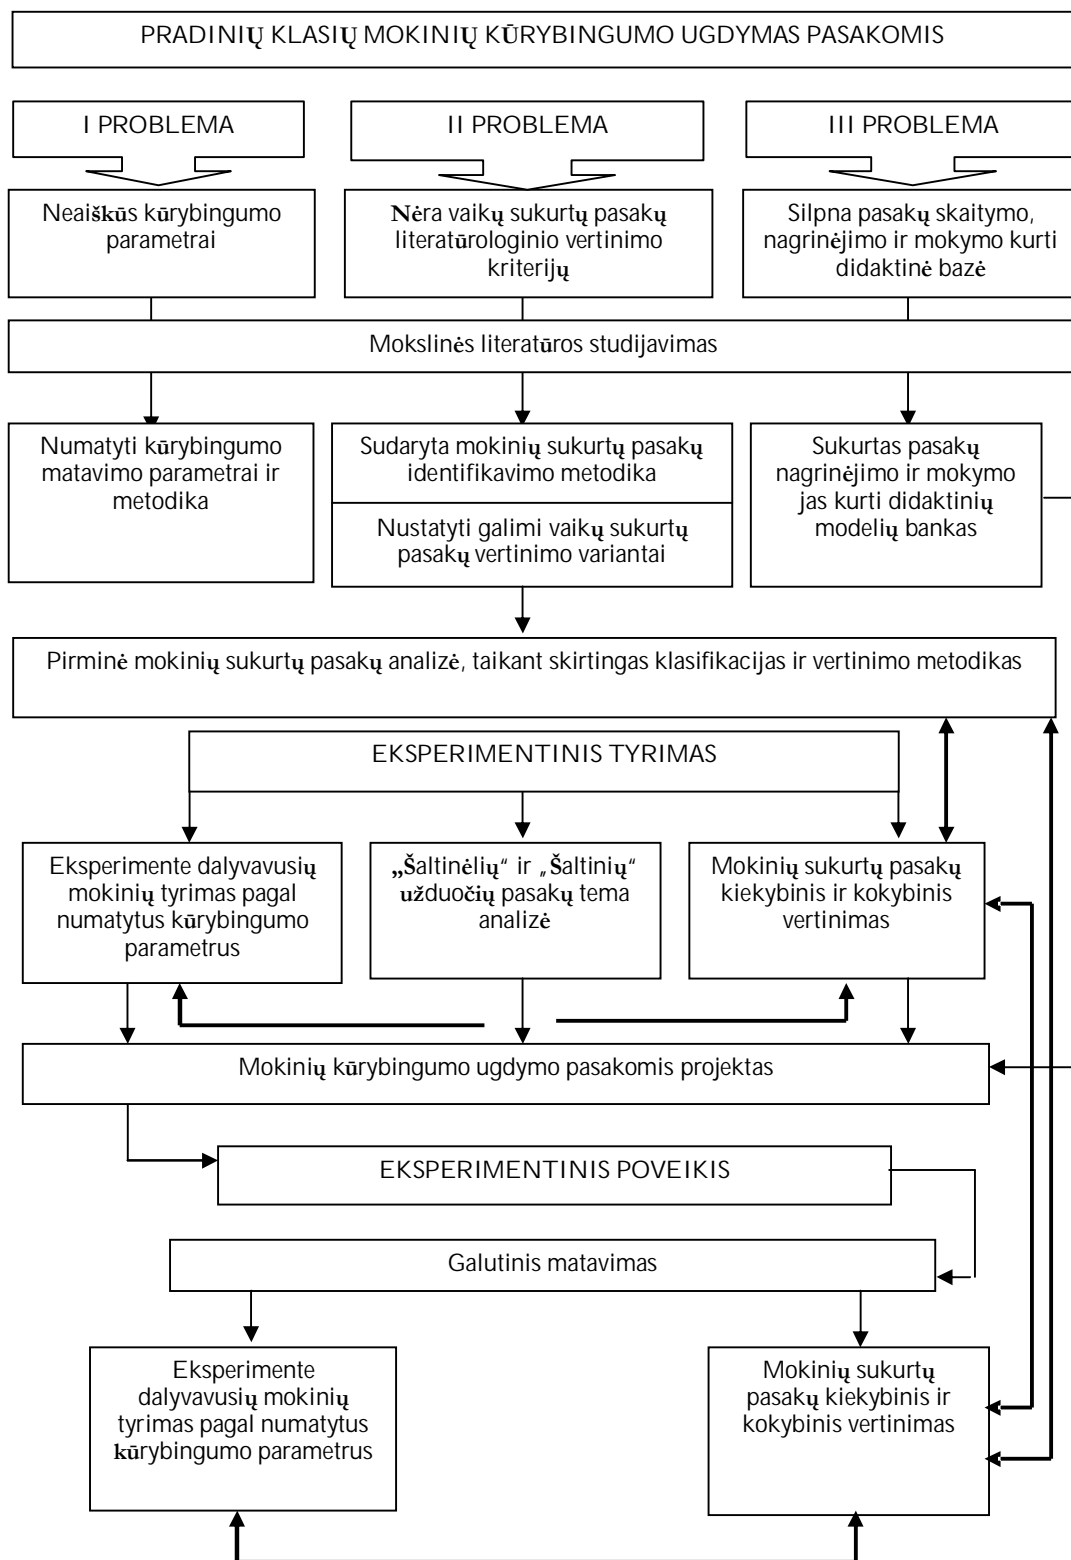 PRADINIŲ KLASIŲ MOKINIŲ KŪRYBINGUMO UGDYMAS PASAKOMIS
I PROBLEMA
II PROBLEMA
III PROBLEMA
Neaiškūs kūrybingumo
parametrai
Nėra vaikų sukurtų pasakų
literatūrologinio vertinimo
kriterijų
Silpna pasakų skaitymo,
nagrinėjimo ir mokymo kurti
didaktinė bazė
Mokslinės literatūros studijavimas
Numatyti kūrybingumo
matavimo parametrai ir
metodika
Sudaryta mokinių sukurtų pasakų
identifikavimo metodika
Nustatyti galimi vaikų sukurtų
pasakų vertinimo variantai
Sukurtas pasakų
nagrinėjimo ir mokymo
jas kurti didaktinių
modelių bankas
Pirminė mokinių sukurtų pasakų analizė, taikant skirtingas klasifikacijas ir vertinimo metodikas
EKSPERIMENTINIS TYRIMAS
Eksperimente dalyvavusių
mokinių tyrimas pagal
numatytus kūrybingumo
parametrus
„Šaltinėlių“ ir „Šaltinių“
užduočių pasakų tema
analizė
Mokinių sukurtų pasakų
kiekybinis ir kokybinis
vertinimas
Mokinių kūrybingumo ugdymo pasakomis projektas
EKSPERIMENTINIS POVEIKIS
Galutinis matavimas
Eksperimente
dalyvavusių mokinių
tyrimas pagal numatytus
kūrybingumo parametrus
Mokinių sukurtų
pasakų kiekybinis ir
kokybinis vertinimas